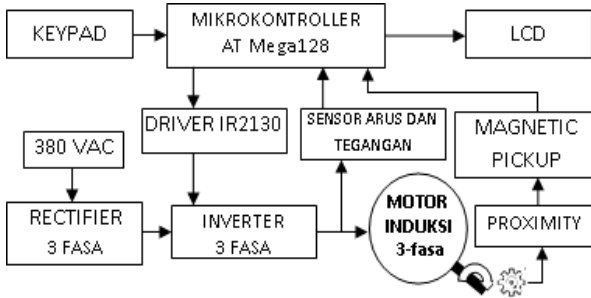 KEYPAD
MIKROKONTROLLER
AT Mega128
LCD
DRIVER IR2130
SENSOR ARUS DAN
TEGANGAN
MAGNETIC
PICKUP
380 VAC
RECTIFIER
3 FASA
INVERTER
3 FASA
MOTOR
INDUKSI
3-fasa
PROXIMITY